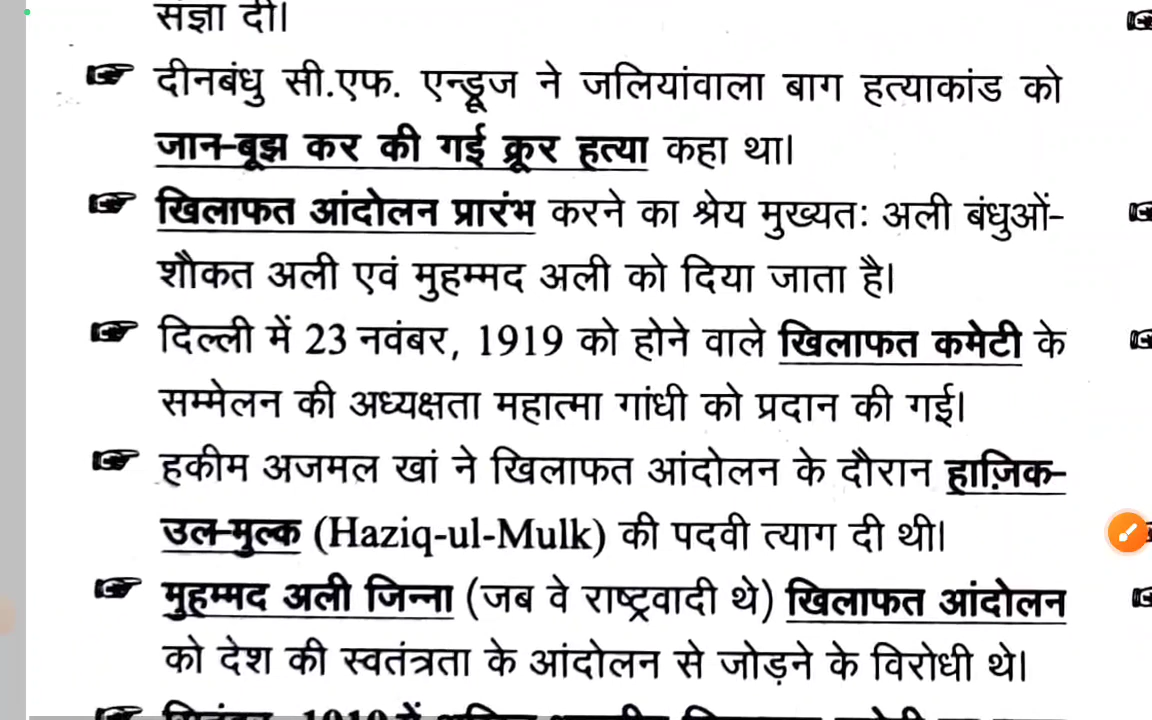 संज्ञा दी।
दीनबंधु सी.एफ. एन्ड्रूज ने जलियांवाला बाग हत्याकांड को
जान-बूझ कर की गई क्रूर हत्या कहा था।
खिलाफत आंदोलन प्रारंभ करने का श्रेय मुख्यतः अली बंधुओं-
शौकत अली एवं मुहम्मद अली को दिया जाता है।
दिल्ली में 23 नवंबर, 1919 को होने वाले खिलाफत कमेटी के
सम्मेलन की अध्यक्षता महात्मा गांधी को प्रदान की गई।
हकीम अजमल खां ने खिलाफत आंदोलन के दौरान हाज़िक-
उल-मुल्क (Haziq-ul-Mulk) की पदवी त्याग दी थी।
मुहम्मद अली जिन्ना (जब वे राष्ट्रवादी थे) खिलाफत आंदोलन
को देश की स्वतंत्रता के आंदोलन से जोड़ने के विरोधी थे।